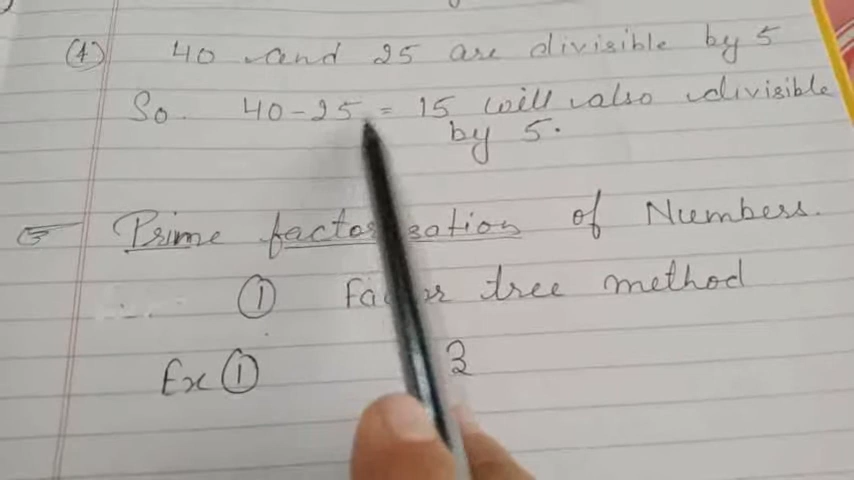 (4) 40 and 25 are divisible by 5
So. 40 - 25 = 15 will also divisible
by 5.
Prime of Numbers.
① tree method
Ex ① 2